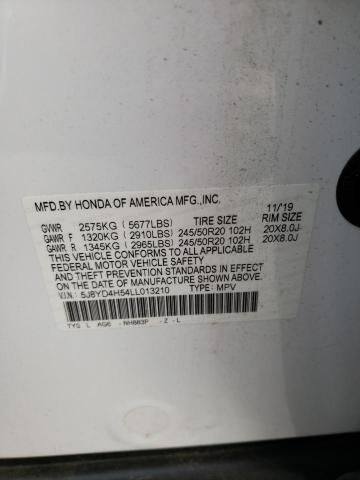 MFD.BY HONDA OF AMERICA MFG.,INC. 11/19
GVWR 2575KG (5677LBS) TIRE SIZE RIM SIZE
GAWR F 1320KG (2910LBS) 245/50R20 102H 20X8.0J
GAWR R 1345KG (2965LBS) 245/50R20 102H 20X8.0J
THIS VEHICLE CONFORMS TO ALL APPLICABLE
FEDERAL MOTOR VEHICLE SAFETY, BUMPER, AND
THEFT PREVENTION STANDARDS IN EFFECT ON THE
DATE OF MANUFACTURE SHOWN ABOVE.
V.I.N.: 5J8YD4H54LL013210 TYPE: MPV
TYS L AG6 - NH883P - Z - L